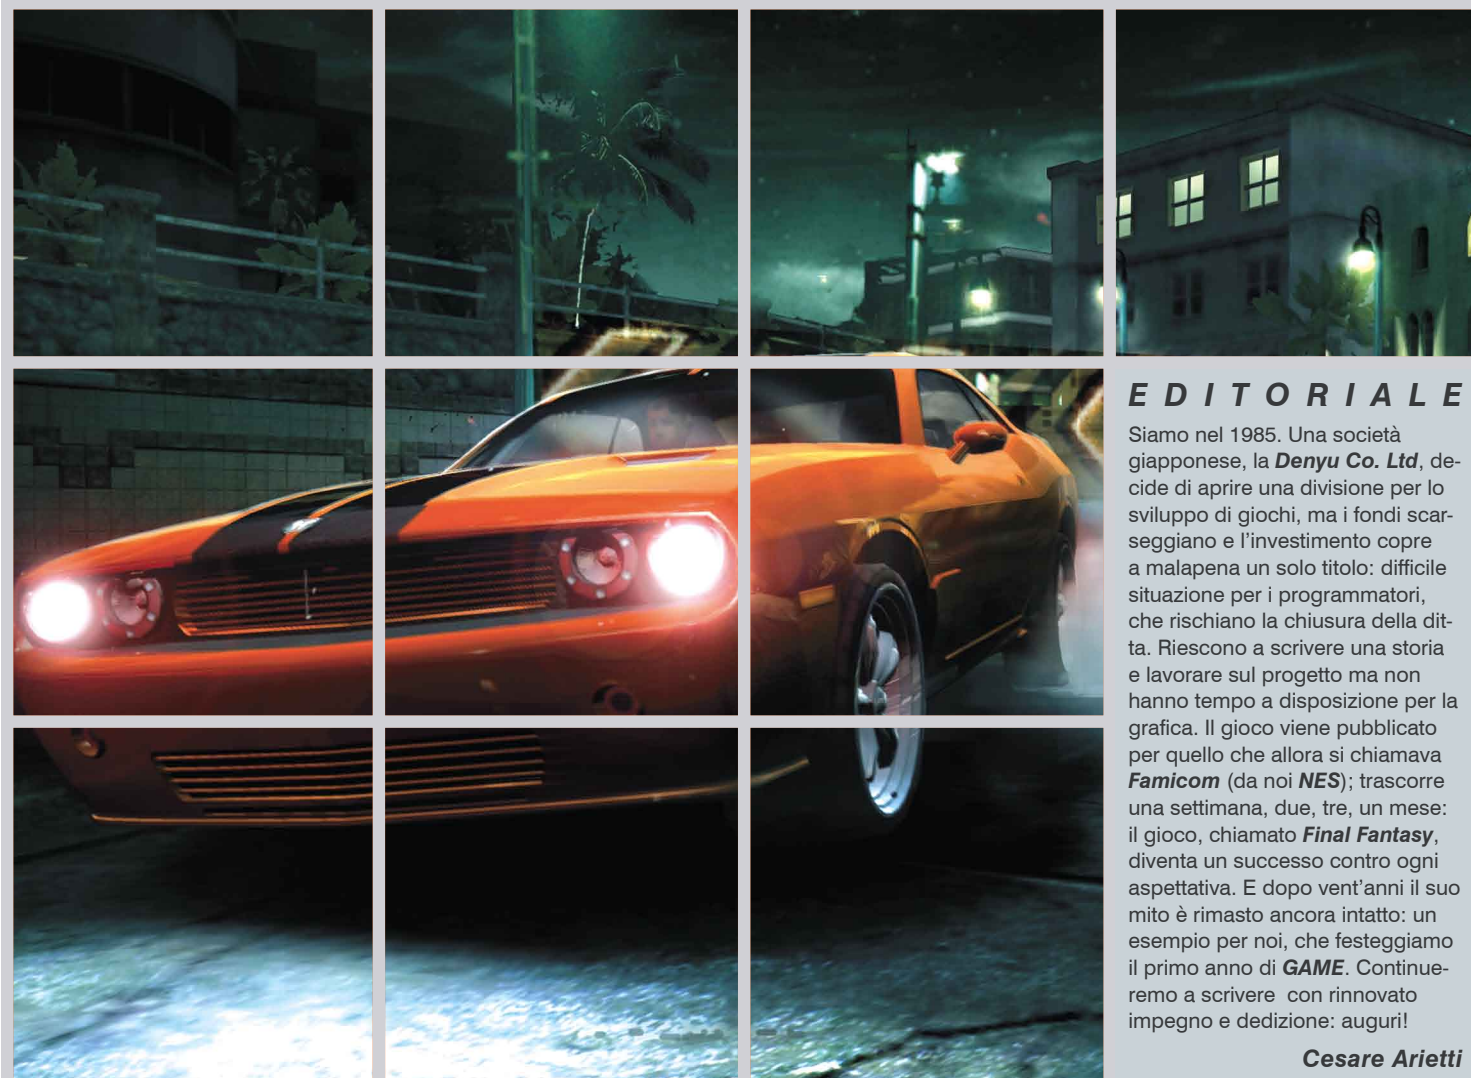 EDITORIALE
Siamo nel 1985. Una società
giapponese, la Denyu Co. Ltd, de-
cide di aprire una divisione per lo
sviluppo di giochi, ma i fondi scar-
seggiano e l'investimento copre
a malapena un solo titolo: difficile
situazione per i programmatori,
che rischiano la chiusura della dit-
ta. Riescono a scrivere una storia
e lavorare sul progetto ma non
hanno tempo a disposizione per la
grafica. Il gioco viene pubblicato
per quello che allora si chiamava
Famicom (da noi NES); trascorre
una settimana, due, tre, un mese:
il gioco, chiamato Final Fantasy,
diventa un successo contro ogni
aspettativa. E dopo vent'anni il suo
mito è rimasto ancora intatto: un
esempio per noi, che festeggiamo
il primo anno di GAME. Continue-
remo a scrivere con rinnovato
impegno e dedizione: auguri!
Cesare Arietti